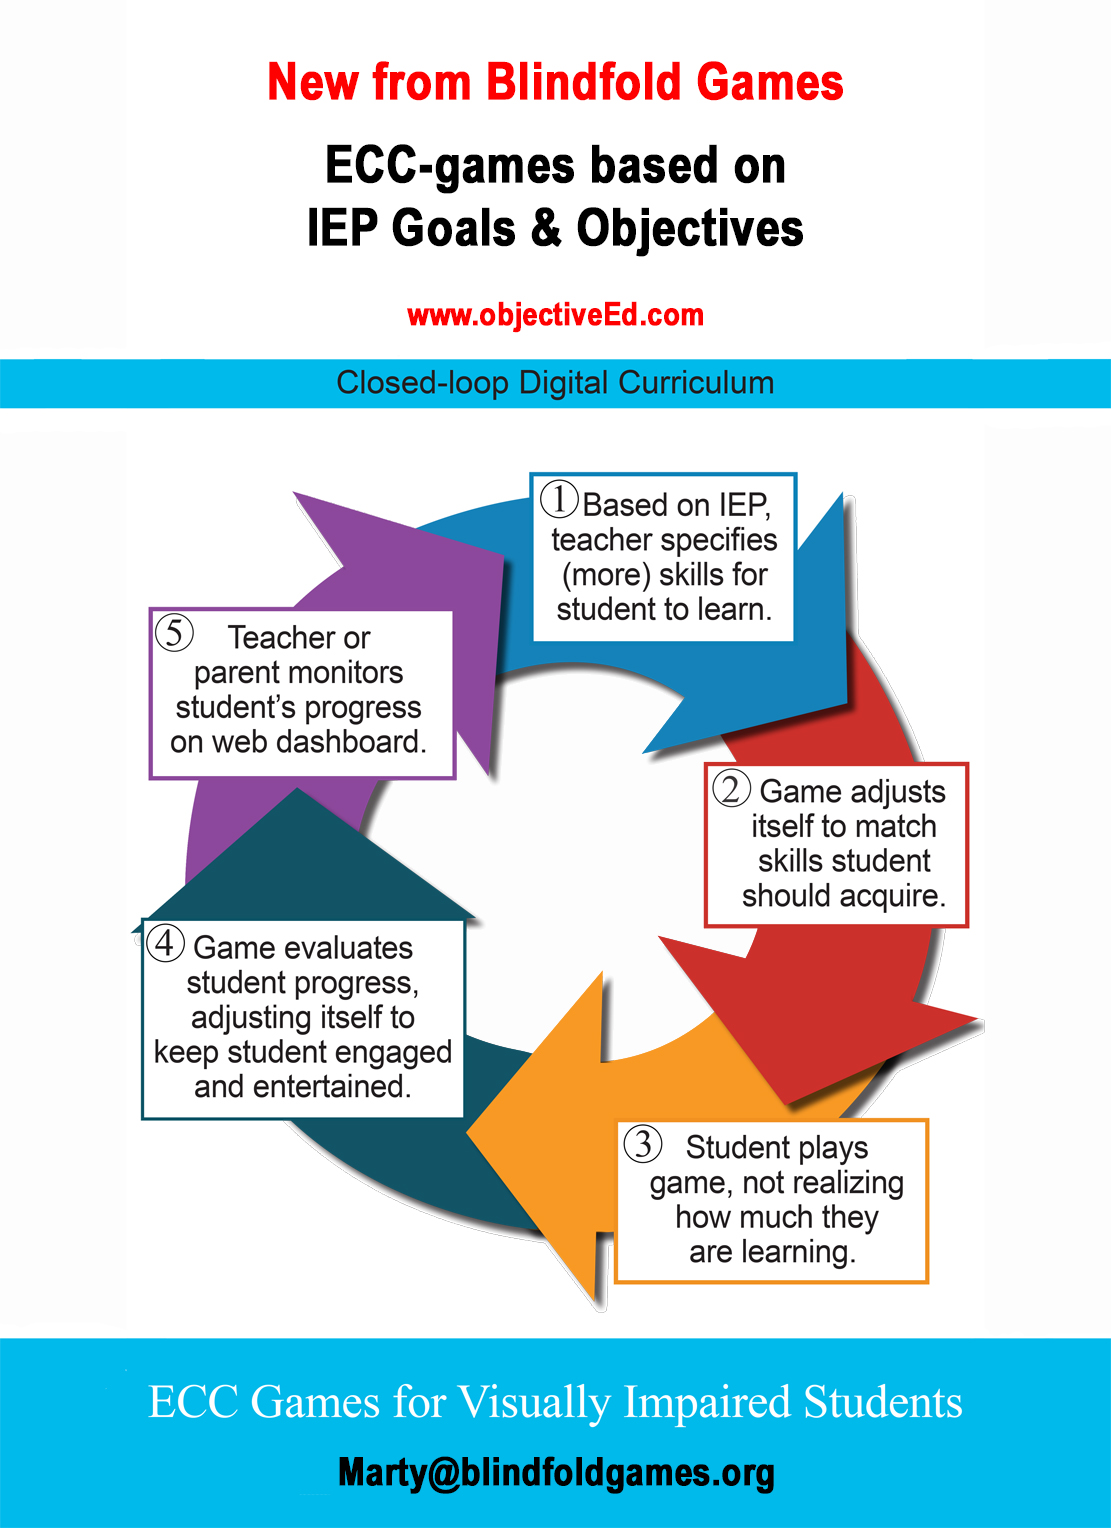 New from Blindfold Games
ECC-games based on
IEP Goals & Objectives
www.objectiveEd.com
Closed-loop Digital Curriculum
1 Based on IEP,
teacher specifies
(more) skills for
student to learn.
2 Game adjusts
itself to match
skills student
should acquire.
3 Student plays
game, not realizing
how much they
are learning.
4 Game evaluates
student progress,
adjusting itself to
keep student engaged
and entertained.
5 Teacher or
parent monitors
student's progress
on web dashboard.
ECC Games for Visually Impaired Students
Marty@blindfoldgames.org